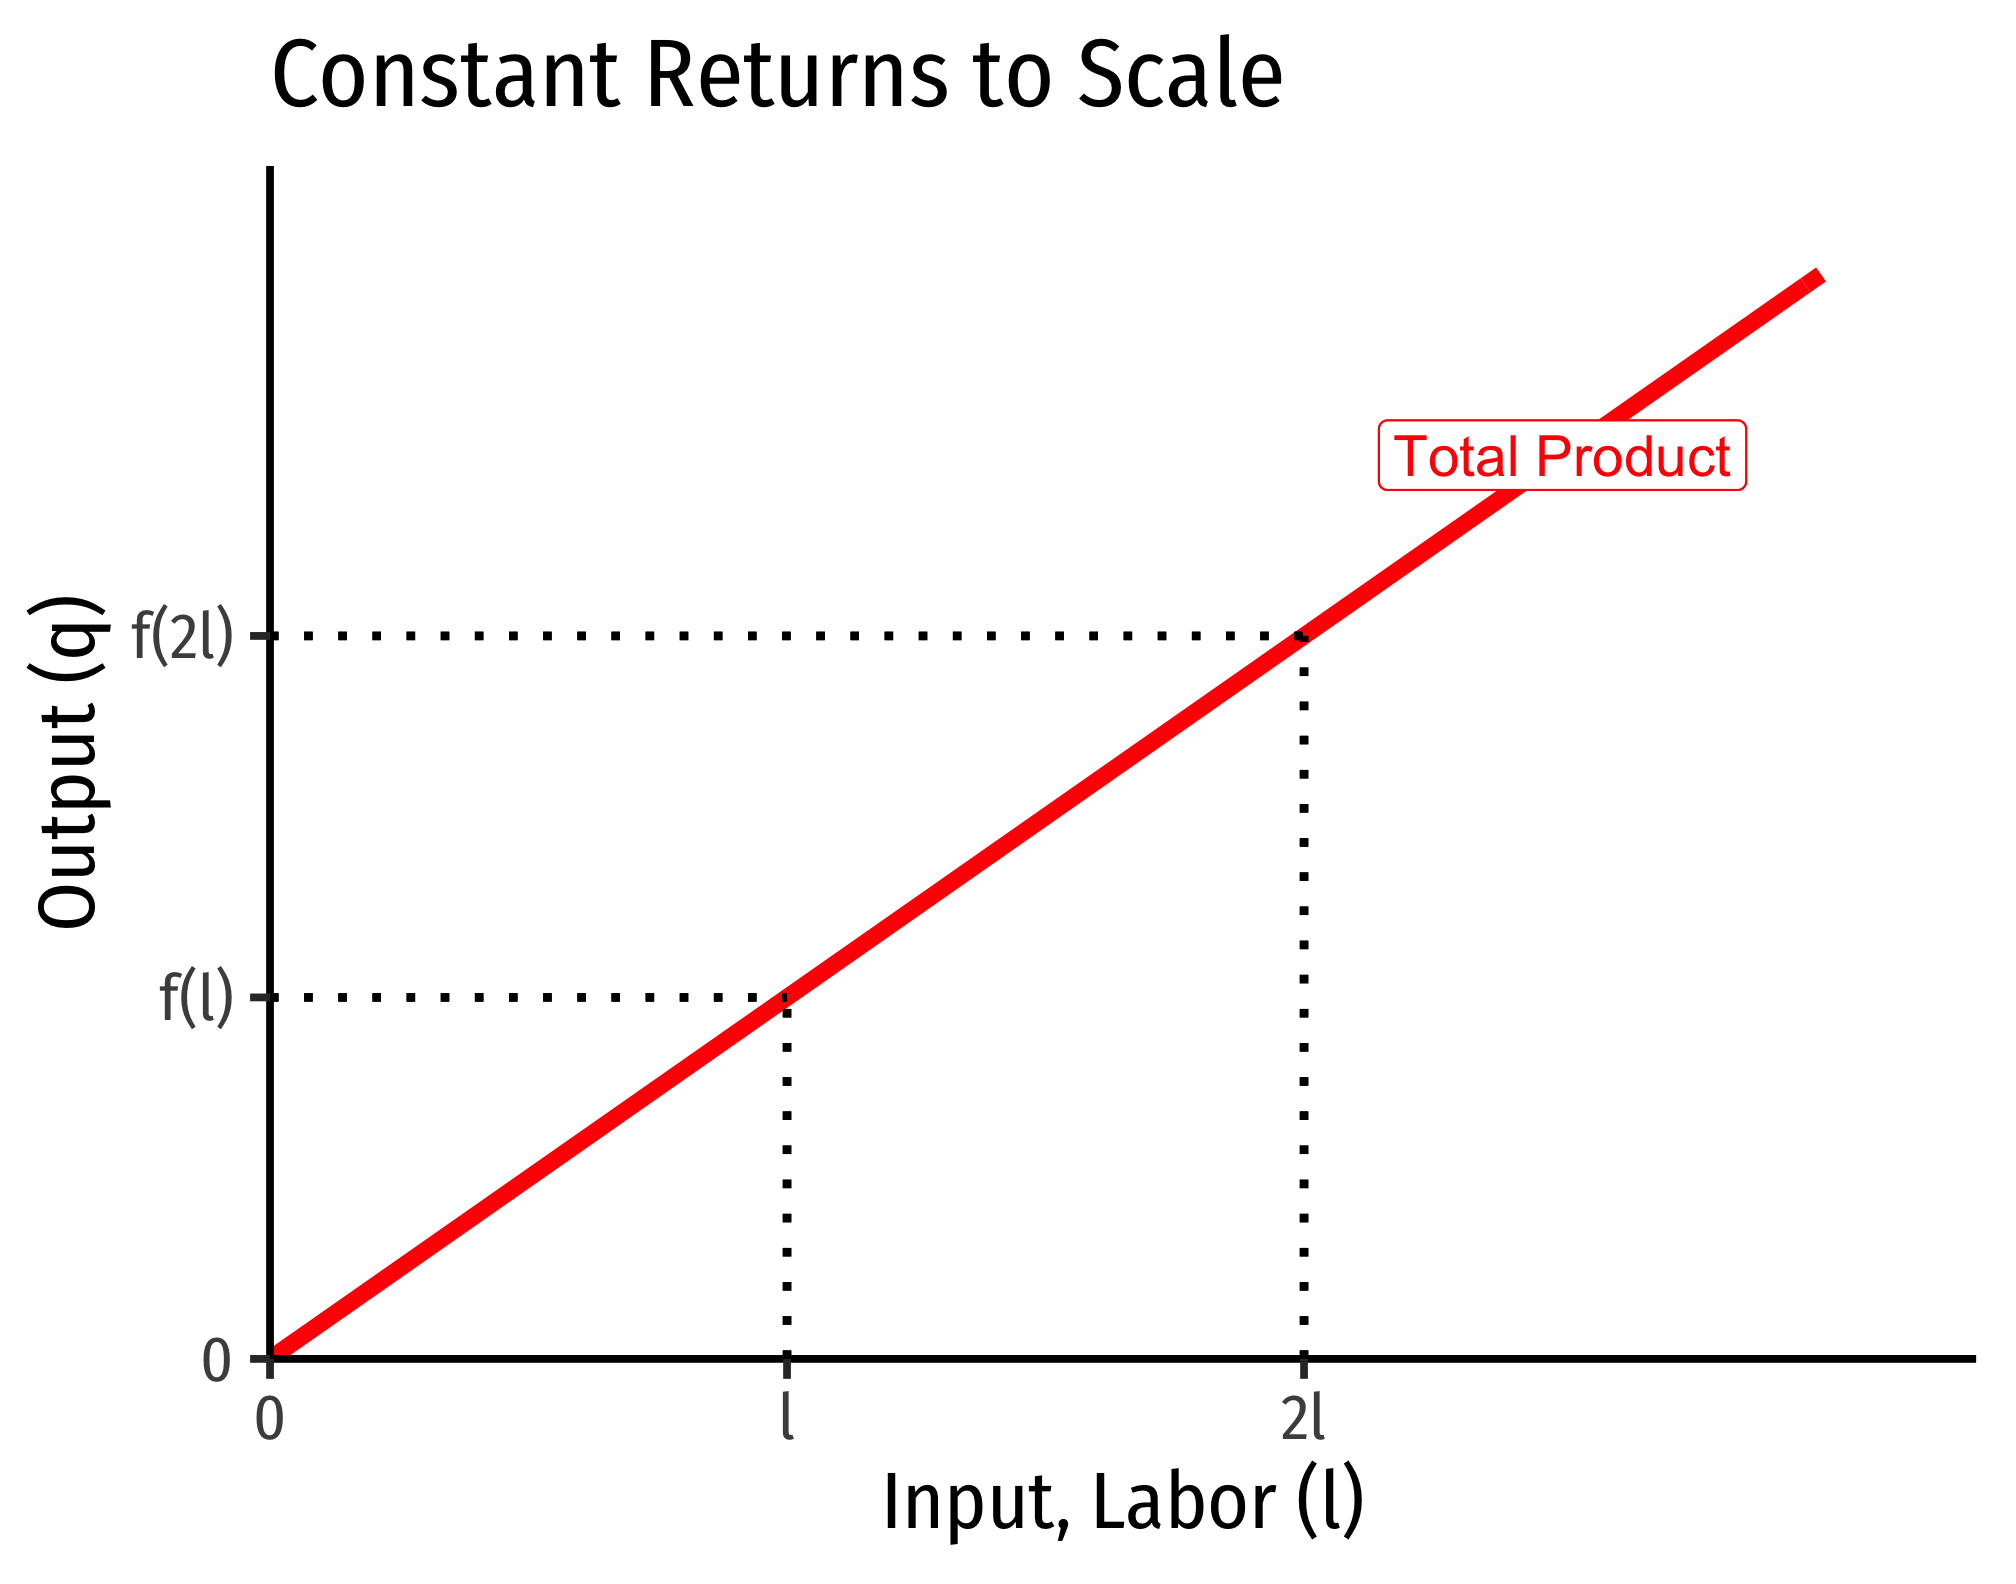 Constant Returns to Scale
Total Product
Output (q)
f(2l)
f(l)
0
0
l
2l
Input, Labor (l)